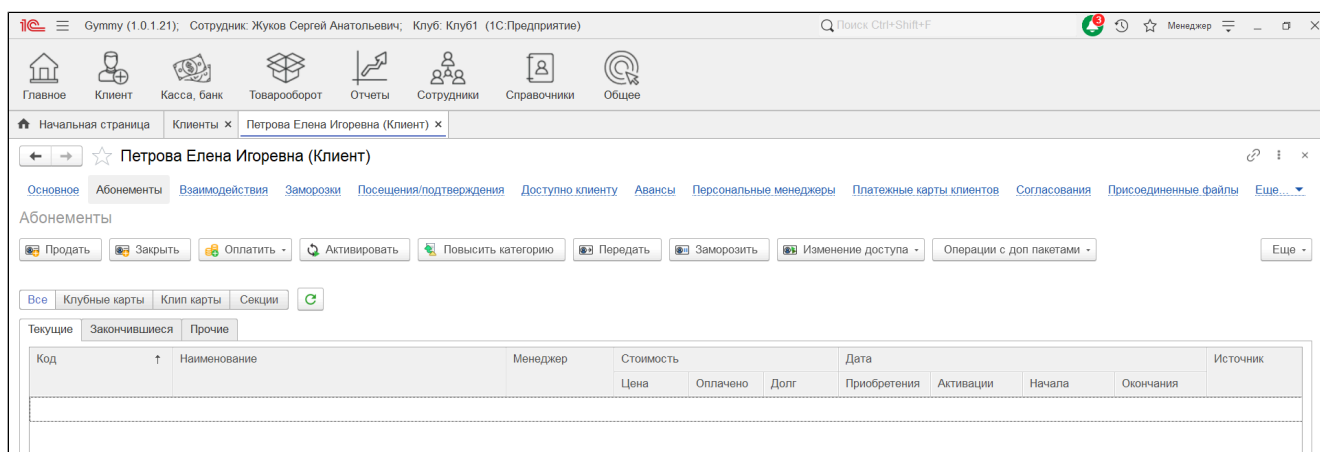 Gymmy (1.0.1.21); Сотрудник: Жуков Сергей Анатольевич; Клуб: Клуб1 (1С:Предприятие) Поиск Ctrl+Shift+F 3 Менеджер
Главное Клиент Касса, банк Товарооборот Отчеты Сотрудники Справочники Общее
Начальная страница Клиенты × Петрова Елена Игоревна (Клиент) ×
Петрова Елена Игоревна (Клиент)
Основное Абонементы Взаимодействия Заморозки Посещения/подтверждения Доступно клиенту Авансы Персональные менеджеры Платежные карты клиентов Согласования Присоединенные файлы Еще...
Абонементы
Продать Закрыть Оплатить Активировать Повысить категорию Передать Заморозить Изменение доступа Операции с доп пакетами Еще
Все Клубные карты Клип карты Секции
Текущие Закончившиеся Прочие
Код ↑ Наименование Менеджер Стоимость Дата Источник
Цена Оплачено Долг Приобретения Активации Начала Окончания